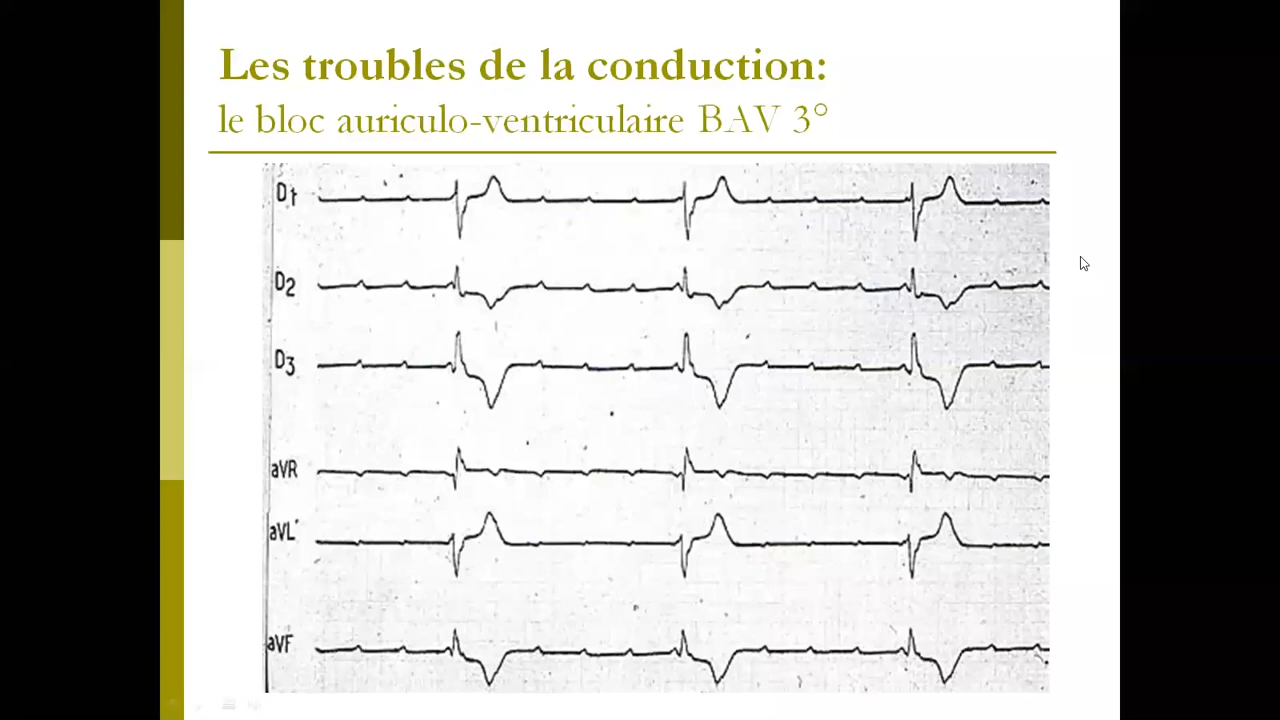 Les troubles de la conduction:
le bloc auriculo-ventriculaire BAV 3°
D1
D2
D3
aVR
aVL
aVF